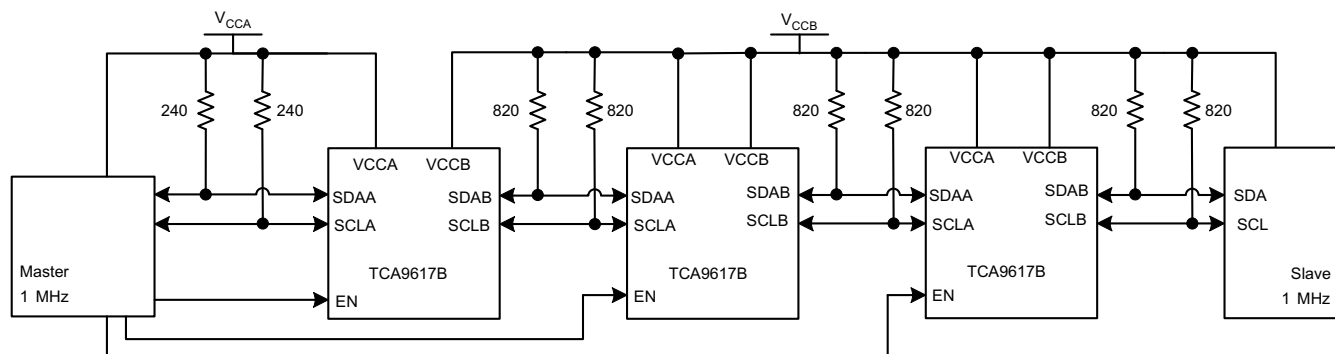 V CCA
V CCB
240
240
820
820
820
820
820
820
VCCA
VCCB
VCCA
VCCB
VCCA
VCCB
SDAA
SDAB
SDAA
SDAB
SDAA
SDAB
SDA
SCLA
SCLB
SCLA
SCLB
SCLA
SCLB
SCL
Master
1 MHz
TCA9617B
TCA9617B
TCA9617B
Slave
1 MHz
EN
EN
EN